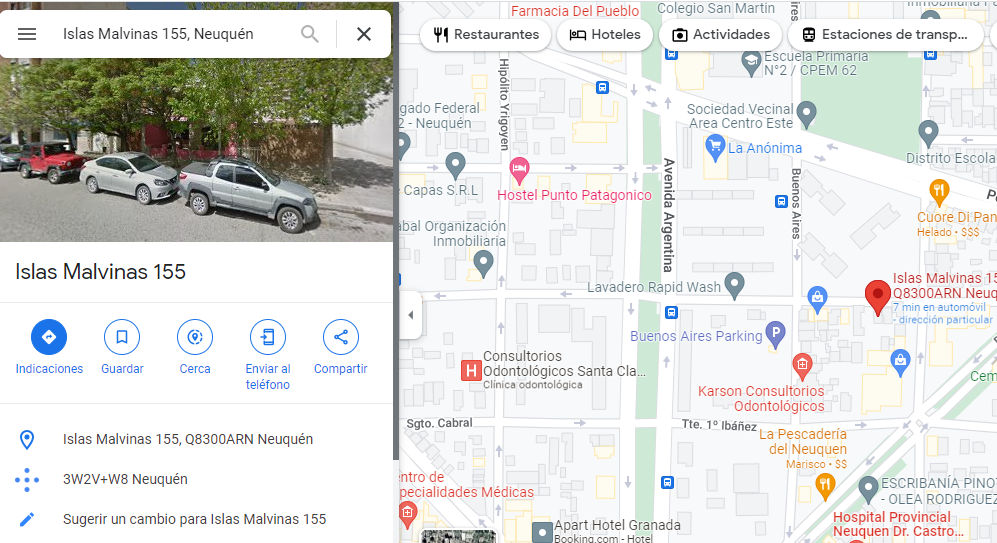 Islas Malvinas 155, Neuquén
Islas Malvinas 155
Indicaciones
Guardar
Cerca
Enviar al
teléfono
Compartir
Islas Malvinas 155, Q8300ARN Neuquén
3W2V+W8 Neuquén
Sugerir un cambio para Islas Malvinas 155
Farmacia Del Pueblo
Colegio San Martin
Restaurantes
Hoteles
Actividades
Estaciones de transp...
Escuela Primaria
N°2 / CPEM 62
Hipólito Yrigoyen
gado Federal
2 - Neuquén
Sociedad Vecinal
Area Centro Este
La Anónima
Distrito Escola
Capas S.R.L
Hostel Punto Patagonico
Avenida Argentina
Buenos Aires
Cuore Di Pan
Helado • $$$
bal Organización
Inmobiliaria
Lavadero Rapid Wash
Islas Malvinas 15
Q8300ARN Neuq
7 min en automóvil
- dirección particular
Buenos Aires Parking
P
H
Consultorios
Odontológicos Santa Cla...
Clínica odontológica
Karson Consultorios
Odontológicos
Cem
Sgto. Cabral
Tte. 1° Ibáñez
La Pescadería
del Neuquen
Marisco • $$
ntro de
pecialidades Médicas
ESCRIBANÍA PINO
- OLEA RODRIGUEZ
Hospital Provincial
Neuquen Dr. Castro...
Apart Hotel Granada
Booking.com - Hotel